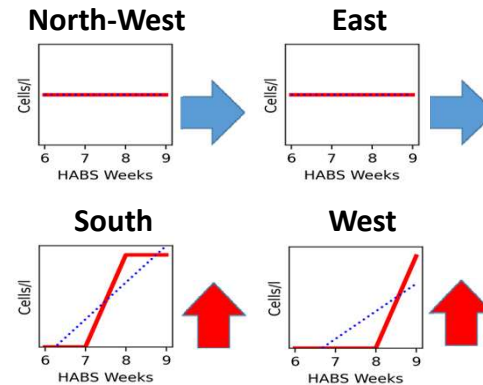 North-West
East
Cells/l
6 7 8 9
HABS Weeks
Cells/l
6 7 8 9
HABS Weeks
South
West
Cells/l
6 7 8 9
HABS Weeks
Cells/l
6 7 8 9
HABS Weeks